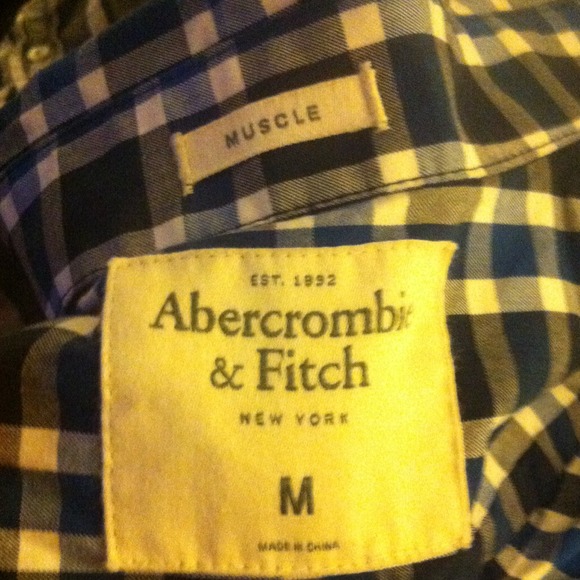 MUSCLE
EST. 1892
Abercrombie
& Fitch
NEW YORK
M
MADE IN CHINA